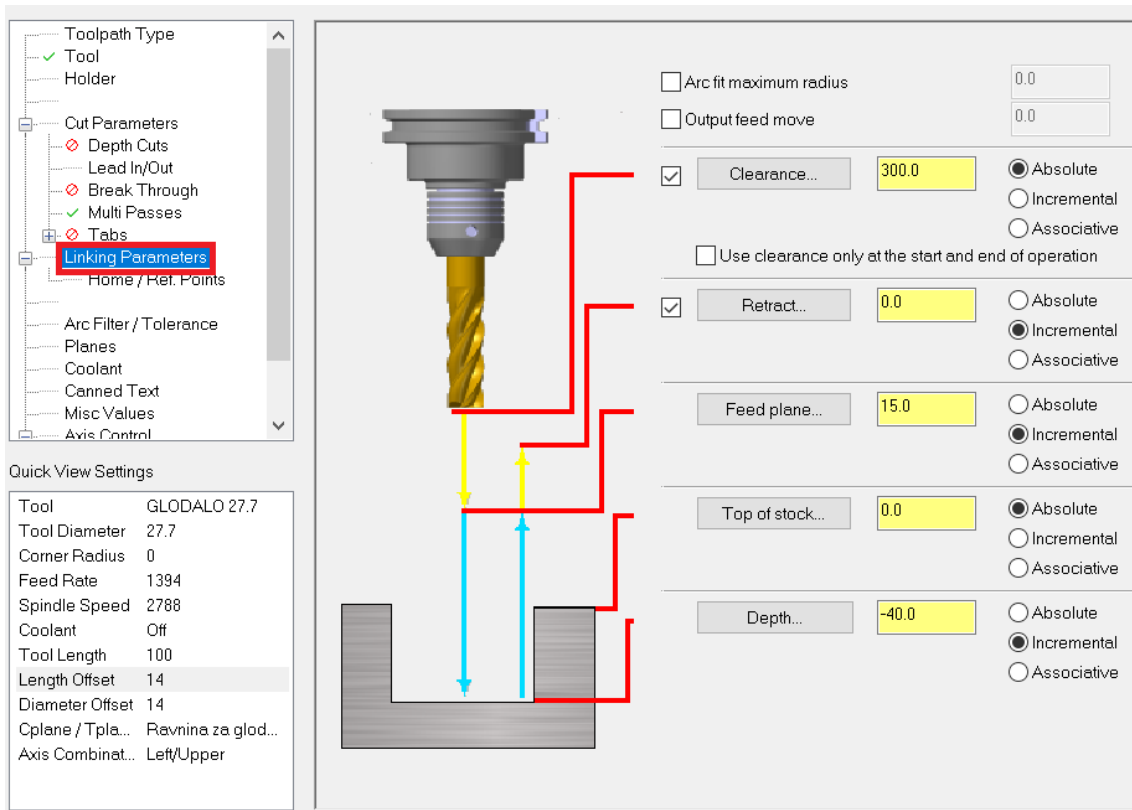 Toolpath Type
Tool
Holder
Cut Parameters
Depth Cuts
Lead In/Out
Break Through
Multi Passes
Tabs
Linking Parameters
Home / Ref. Points
Arc Filter / Tolerance
Planes
Coolant
Canned Text
Misc Values
Axis Control
Quick View Settings
Tool GLODALO 27.7
Tool Diameter 27.7
Corner Radius 0
Feed Rate 1394
Spindle Speed 2788
Coolant Off
Tool Length 100
Length Offset 14
Diameter Offset 14
Cplane / Tpla... Ravnina za glod...
Axis Combinat... Left/Upper
Arc fit maximum radius 0.0
Output feed move 0.0
Clearance... 300.0 Absolute
Incremental
Associative
Use clearance only at the start and end of operation
Retract... 0.0 Absolute
Incremental
Associative
Feed plane... 15.0 Absolute
Incremental
Associative
Top of stock... 0.0 Absolute
Incremental
Associative
Depth... -40.0 Absolute
Incremental
Associative